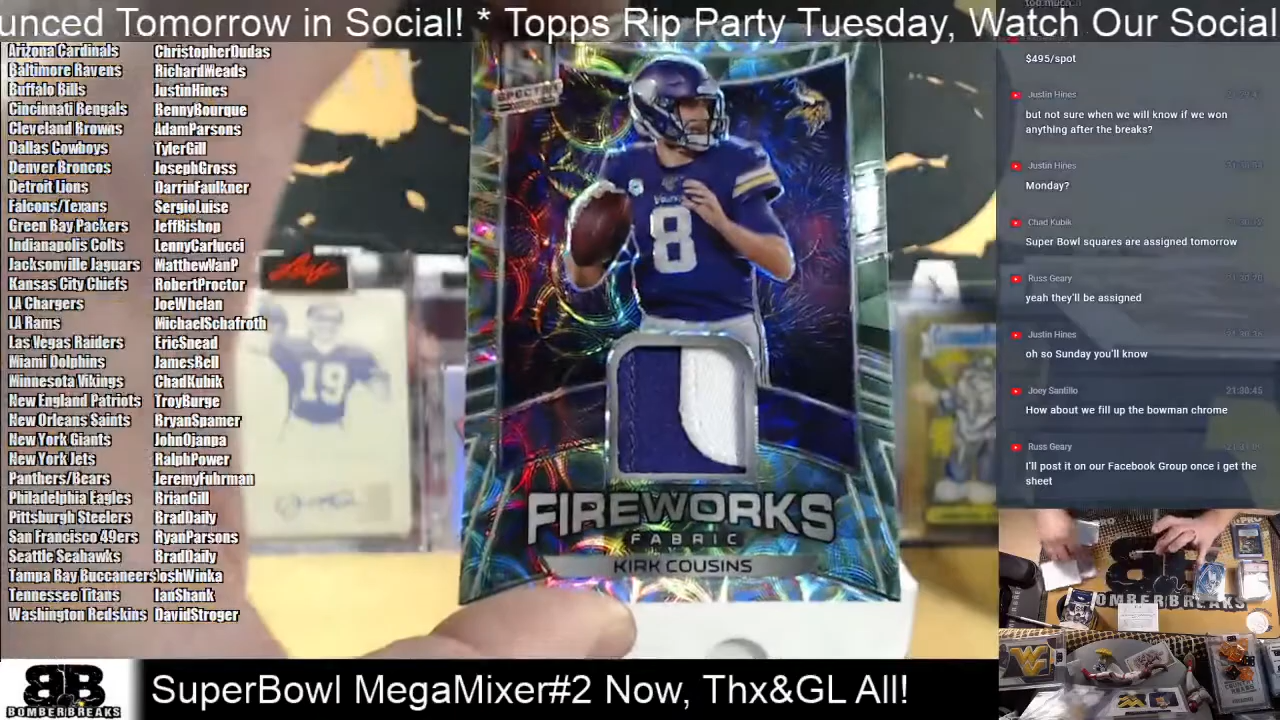 unced Tomorrow in Social! * Topps Rip Party Tuesday, Watch Our Social
Arizona Cardinals ChristopherDudas
Baltimore Ravens RichardMeads
Buffalo Bills JustinHines
Cincinnati Bengals BennyBourque
Cleveland Browns AdamParsons
Dallas Cowboys TylerGill
Denver Broncos JosephGross
Detroit Lions DarrinFaulkner
Falcons/Texans SergioLuise
Green Bay Packers JeffBishop
Indianapolis Colts LennyCarlucci
Jacksonville Jaguars MatthewVanP
Kansas City Chiefs RobertProctor
LA Chargers JoeWhelan
LA Rams MichaelSchafroth
Las Vegas Raiders EricSnead
Miami Dolphins JamesBell
Minnesota Vikings ChadKubik
New England Patriots TroyBurge
New Orleans Saints BryanSpamer
New York Giants JohnOjanpa
New York Jets RalphPower
Panthers/Bears JeremyFuhrman
Philadelphia Eagles BrianGill
Pittsburgh Steelers BradDaily
San Francisco 49ers RyanParsons
Seattle Seahawks BradDaily
Tampa Bay Buccaneers JoshWinka
Tennessee Titans IanShank
Washington Redskins DavidStroger
SPECTRA
Leaf
19
8
FIREWORKS
FABRIC
KIRK COUSINS
too much
$495/spot
Justin Hines
but not sure when we will know if we won
anything after the breaks?
Justin Hines
Monday?
Chad Kubik
Super Bowl squares are assigned tomorrow
Russ Geary
yeah they'll be assigned
Justin Hines
oh so Sunday you'll know
Joey Santillo 21:30:45
How about we fill up the bowman chrome
Russ Geary
I'll post it on our Facebook Group once i get the
sheet
BOMBERBREAKS
BB
BOMBERBREAKS
SuperBowl MegaMixer#2 Now, Thx&GL All!